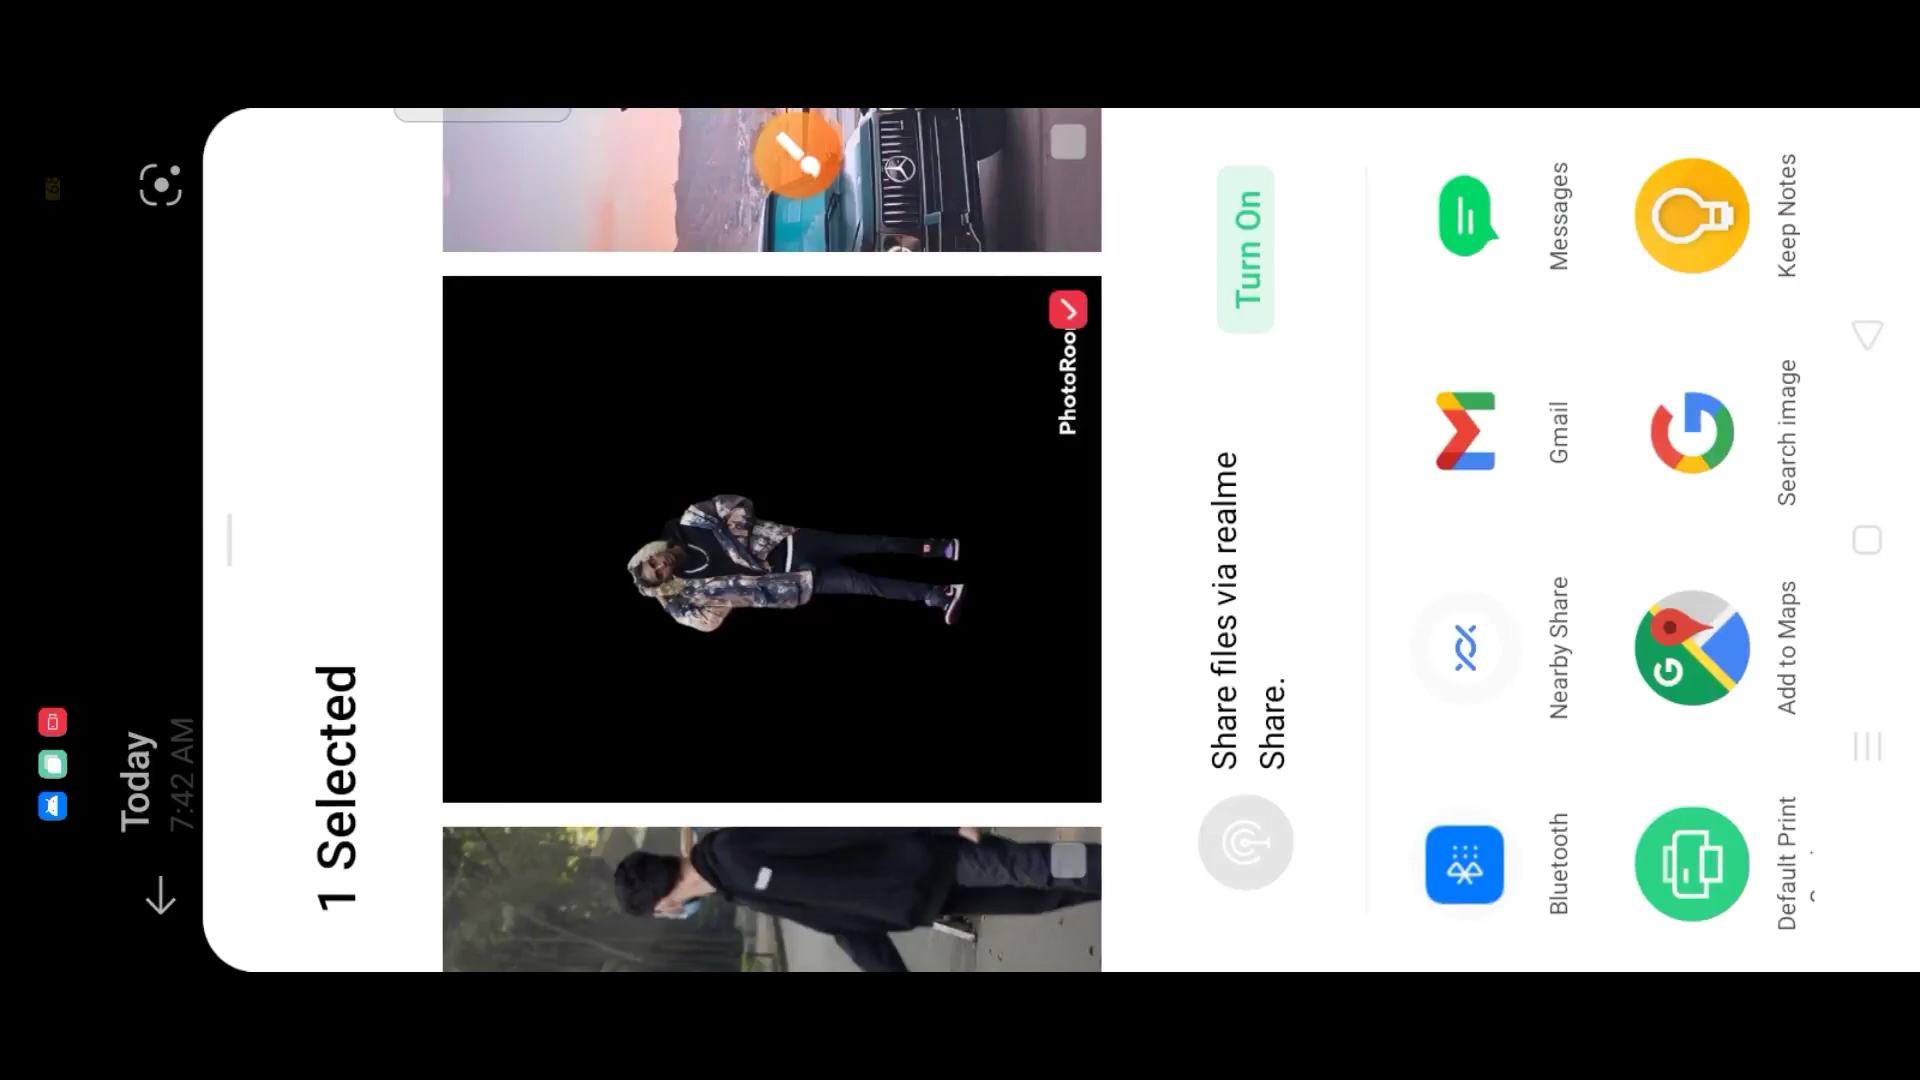 Today
7:42 AM
1 Selected
PhotoRoo
Share files via realme
Share.
Turn On
Bluetooth
Nearby Share
Gmail
Messages
Default Print
Add to Maps
Search image
Keep Notes